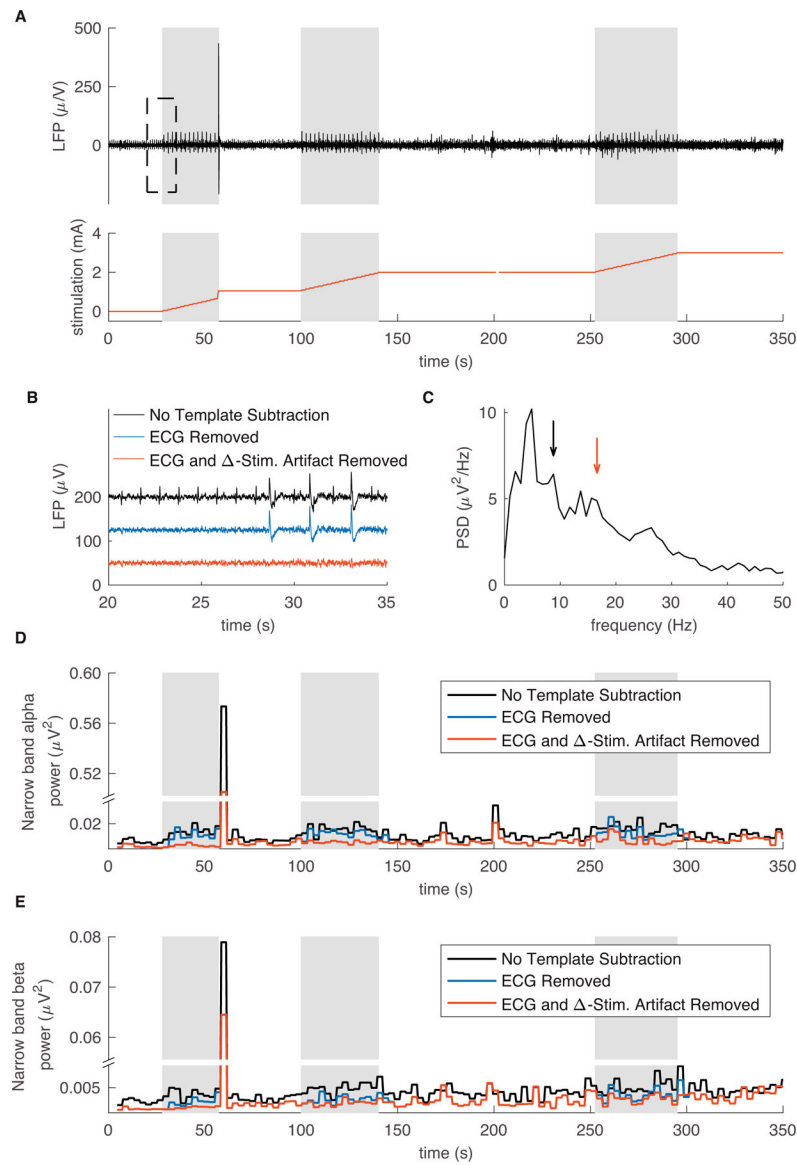 A
500
250
0
LFP (μ/V)
4
2
0
stimulation (mA)
0 50 100 150 200 250 300 350
time (s)
B
No Template Subtraction
ECG Removed
ECG and Δ-Stim. Artifact Removed
200
100
0
LFP (μV)
20 25 30 35
time (s)
C
10
5
0
PSD (μV²/Hz)
0 10 20 30 40 50
frequency (Hz)
D
0.60
0.56
0.52
0.02
Narrow band alpha
power (μV²)
No Template Subtraction
ECG Removed
ECG and Δ-Stim. Artifact Removed
0 50 100 150 200 250 300 350
time (s)
E
0.08
0.07
0.06
0.005
Narrow band beta
power (μV²)
No Template Subtraction
ECG Removed
ECG and Δ-Stim. Artifact Removed
0 50 100 150 200 250 300 350
time (s)